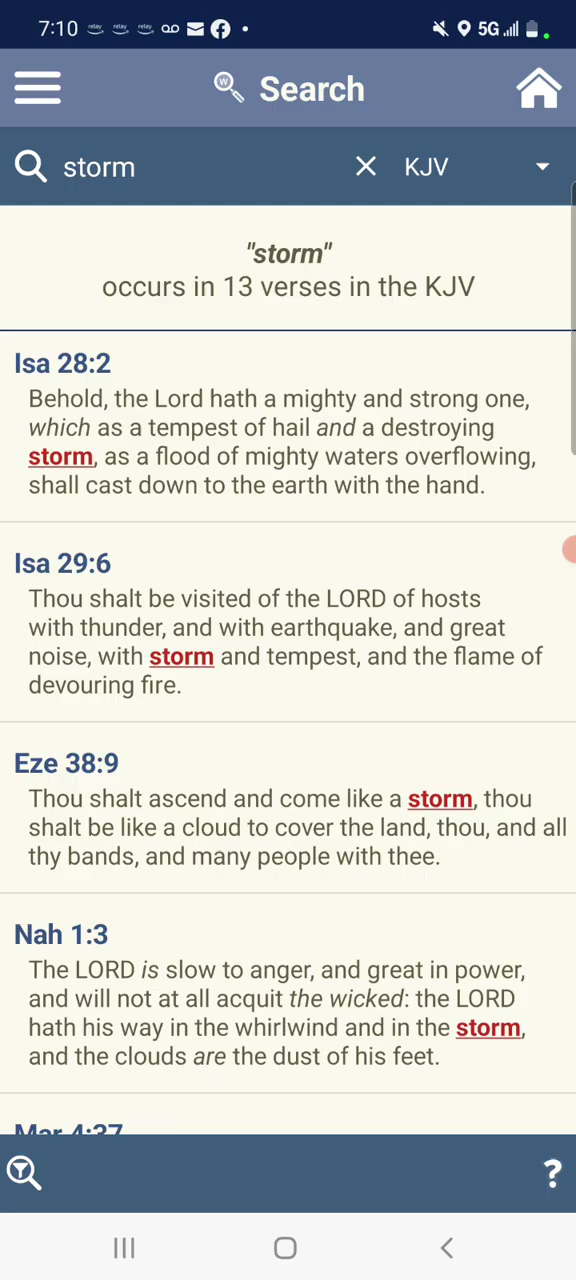 7:10 relay relay relay 5G
Search
storm KJV
"storm"
occurs in 13 verses in the KJV
Isa 28:2
Behold, the Lord hath a mighty and strong one,
which as a tempest of hail and a destroying
storm, as a flood of mighty waters overflowing,
shall cast down to the earth with the hand.
Isa 29:6
Thou shalt be visited of the LORD of hosts
with thunder, and with earthquake, and great
noise, with storm and tempest, and the flame of
devouring fire.
Eze 38:9
Thou shalt ascend and come like a storm, thou
shalt be like a cloud to cover the land, thou, and all
thy bands, and many people with thee.
Nah 1:3
The LORD is slow to anger, and great in power,
and will not at all acquit the wicked: the LORD
hath his way in the whirlwind and in the storm,
and the clouds are the dust of his feet.
Mar 4:37
?